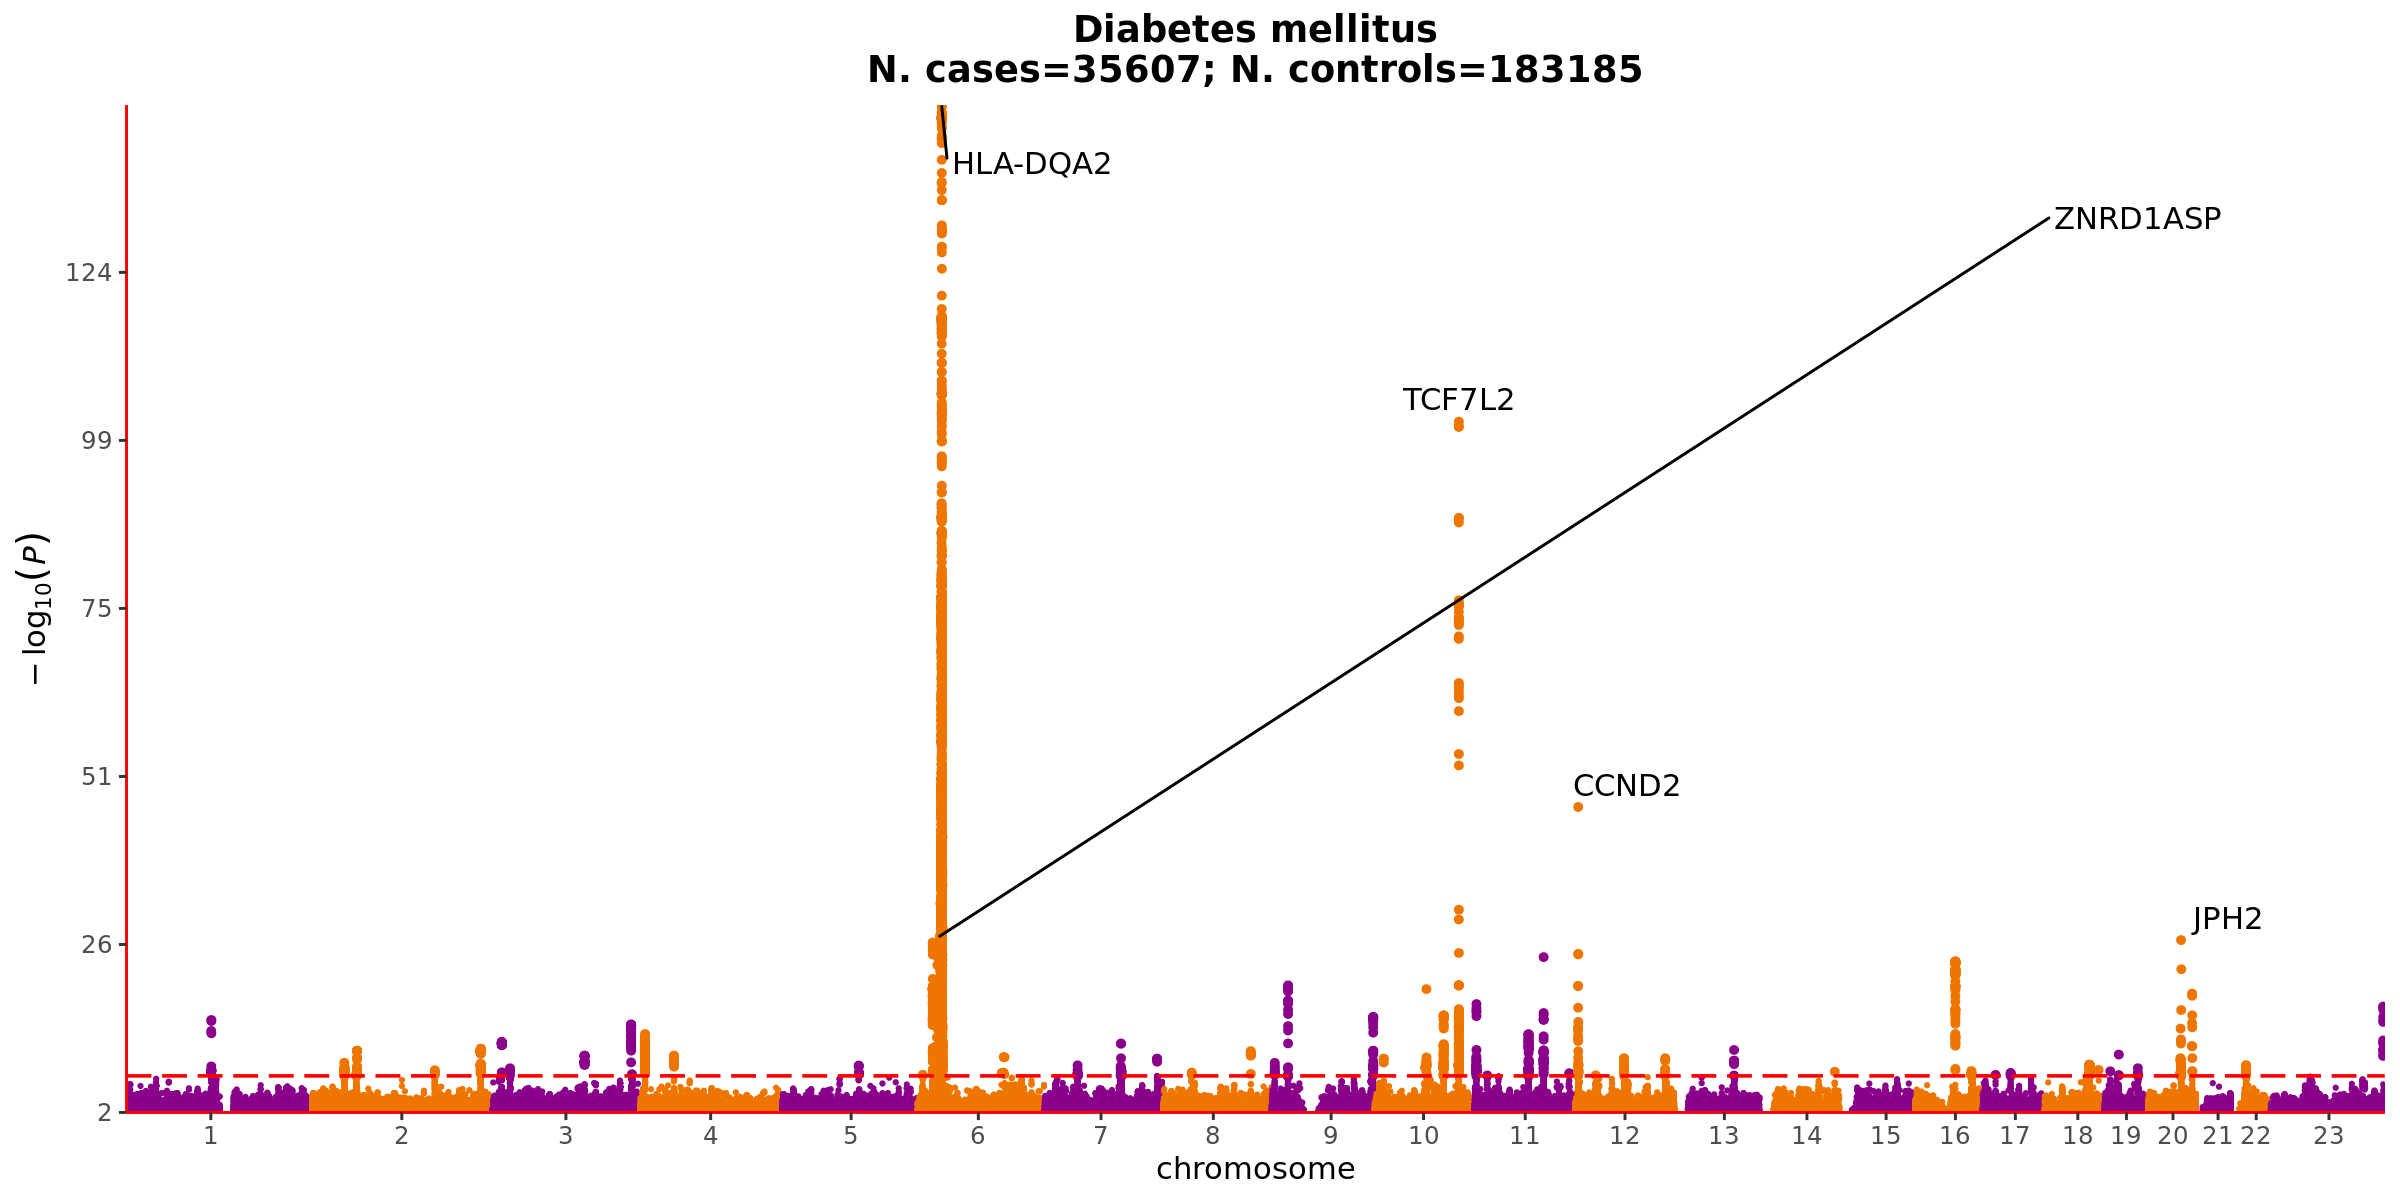 Diabetes mellitus
N. cases=35607; N. controls=183185
HLA-DQA2
ZNRD1ASP
TCF7L2
CCND2
JPH2
124
99
75
51
26
2
−log10(P)
1 2 3 4 5 6 7 8 9 10 11 12 13 14 15 16 17 18 19 20 21 22 23
chromosome